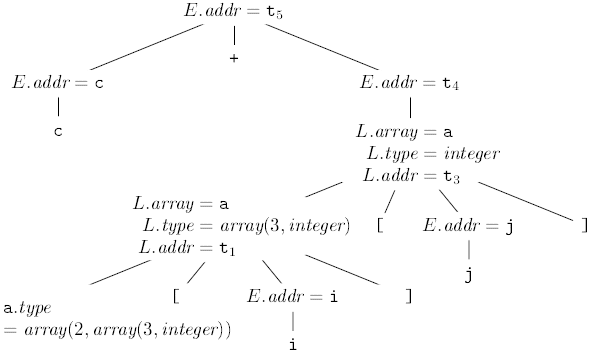 E.addr = t₅
+
E.addr = c
E.addr = t₄
c
L.array = a
L.type = integer
L.addr = t₃
L.array = a
L.type = array(3, integer)
L.addr = t₁
[
E.addr = j
]
j
a.type
= array(2, array(3, integer))
[
E.addr = i
]
i